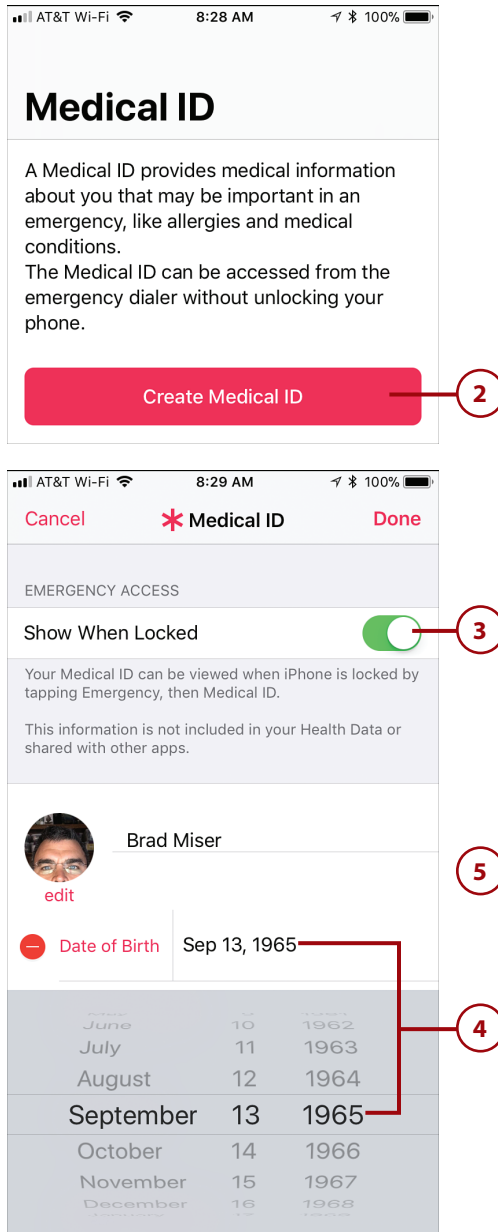 AT&T Wi-Fi 8:28 AM 100%
Medical ID
A Medical ID provides medical information
about you that may be important in an
emergency, like allergies and medical
conditions.
The Medical ID can be accessed from the
emergency dialer without unlocking your
phone.
Create Medical ID
2
AT&T Wi-Fi 8:29 AM 100%
Cancel Medical ID Done
EMERGENCY ACCESS
Show When Locked
3
Your Medical ID can be viewed when iPhone is locked by
tapping Emergency, then Medical ID.
This information is not included in your Health Data or
shared with other apps.
Brad Miser
5
edit
Date of Birth Sep 13, 1965
4
June 10 1962
July 11 1963
August 12 1964
September 13 1965
October 14 1966
November 15 1967
December 16 1968